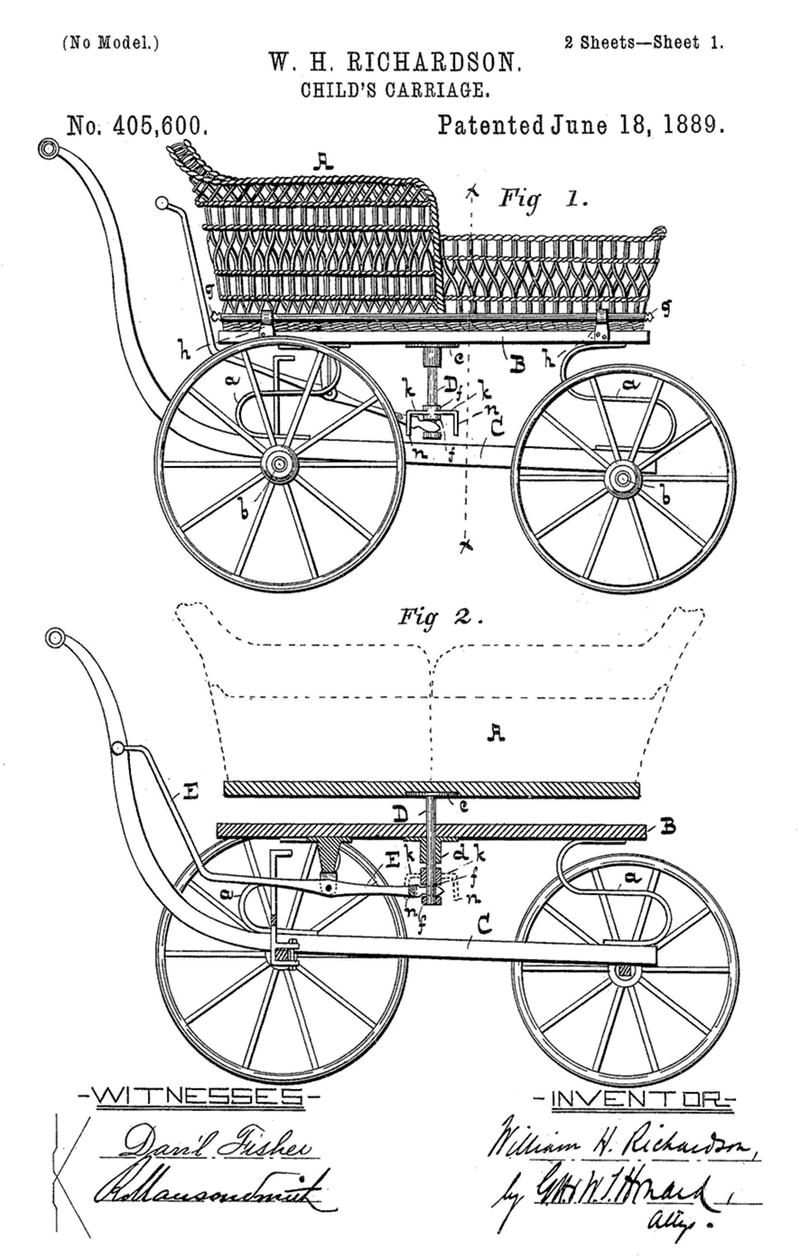 (No Model.)
2 Sheets—Sheet 1.
W. H. RICHARDSON.
CHILD'S CARRIAGE.
No. 405,600.
Patented June 18, 1889.
A
Fig 1.
g
g
h
e
B
h
a
D
f
k
k
n
a
C
n
f
b
b
Fig 2.
A
E
D
e
B
k
E
d
k
f
a
n
n
f
a
C
-WITNESSES-
-INVENTOR-
Dan'l Fisher
William H. Richardson,
by
Attys.